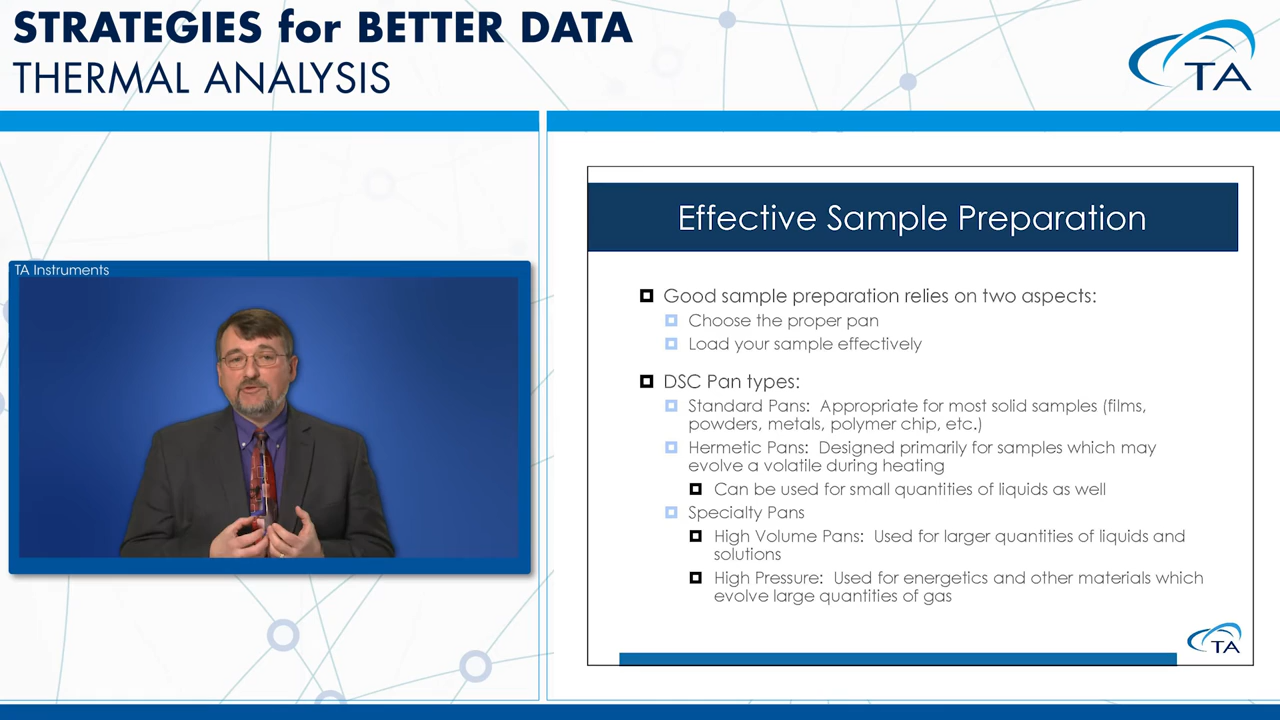 STRATEGIES for BETTER DATA
THERMAL ANALYSIS
TA
TA Instruments
Effective Sample Preparation
Good sample preparation relies on two aspects:
Choose the proper pan
Load your sample effectively
DSC Pan types:
Standard Pans: Appropriate for most solid samples (films,
powders, metals, polymer chip, etc.)
Hermetic Pans: Designed primarily for samples which may
evolve a volatile during heating
Can be used for small quantities of liquids as well
Specialty Pans
High Volume Pans: Used for larger quantities of liquids and
solutions
High Pressure: Used for energetics and other materials which
evolve large quantities of gas
TA